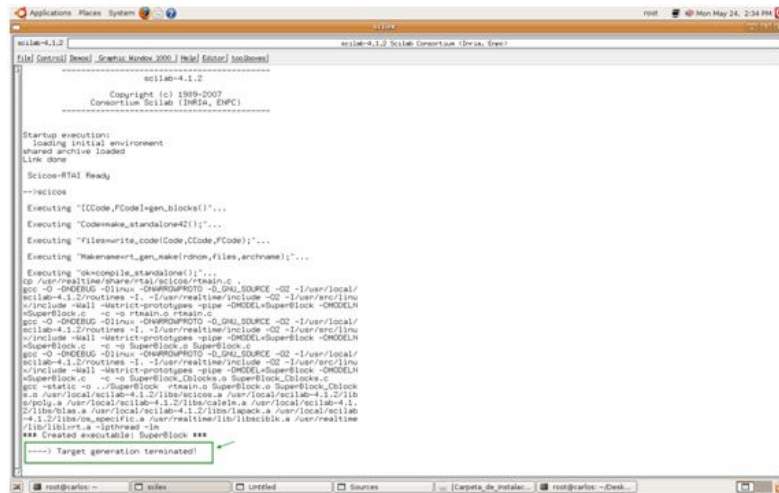 Applications Places System
root Mon May 24, 2:34 PM
scilex
scilab-4.1.2
scilab-4.1.2 Scilab Consortium (Inria, Enpc)
File Control Demos Graphic Window 1000 Help Editor toolboxes
scilab-4.1.2
Copyright (c) 1989-2007
Consortium Scilab (INRIA, ENPC)
Startup execution:
loading initial environment
shared archive loaded
Link done
Scicos-RTAI Ready
-->scicos
Executing "[CCode,FCode]=gen_blocks()"...
Executing "Code=make_standalone42();"...
Executing "files=write_code(Code,CCode,FCode);"...
Executing "Makename=rt_gen_make(rdnom,files,archname);"...
Executing "ok=compile_standalone();"...
cp /usr/realtime/share/rtai/scicos/rtmain.c .
gcc -O -DNDEBUG -Dlinux -DNARROWPROTO -D_GNU_SOURCE -O2 -I/usr/local/
scilab-4.1.2/routines -I. -I/usr/realtime/include -O2 -I/usr/src/linu
x/include -Wall -Wstrict-prototypes -pipe -DMODEL=SuperBlock -DMODELN
=SuperBlock.c -c -o rtmain.o rtmain.c
gcc -O -DNDEBUG -Dlinux -DNARROWPROTO -D_GNU_SOURCE -O2 -I/usr/local/
scilab-4.1.2/routines -I. -I/usr/realtime/include -O2 -I/usr/src/linu
x/include -Wall -Wstrict-prototypes -pipe -DMODEL=SuperBlock -DMODELN
=SuperBlock.c -c -o SuperBlock.o SuperBlock.c
gcc -O -DNDEBUG -Dlinux -DNARROWPROTO -D_GNU_SOURCE -O2 -I/usr/local/
scilab-4.1.2/routines -I. -I/usr/realtime/include -O2 -I/usr/src/linu
x/include -Wall -Wstrict-prototypes -pipe -DMODEL=SuperBlock -DMODELN
=SuperBlock.c -c -o SuperBlock_Cblocks.o SuperBlock_Cblocks.c
gcc -static -o ../SuperBlock rtmain.o SuperBlock.o SuperBlock_Cblock
s.o /usr/local/scilab-4.1.2/libs/scicos.a /usr/local/scilab-4.1.2/lib
s/poly.a /usr/local/scilab-4.1.2/libs/calelm.a /usr/local/scilab-4.1.
2/libs/blas.a /usr/local/scilab-4.1.2/libs/lapack.a /usr/local/scilab
-4.1.2/libs/os_specific.a /usr/realtime/lib/libsciblk.a /usr/realtime
/lib/liblxrt.a -lpthread -lm
*** Created executable: SuperBlock ***
----> Target generation terminated!
root@carlos: ~
scilex
Untitled
Sources
[Carpeta_de_instalac...
root@carlos: ~/Desk...